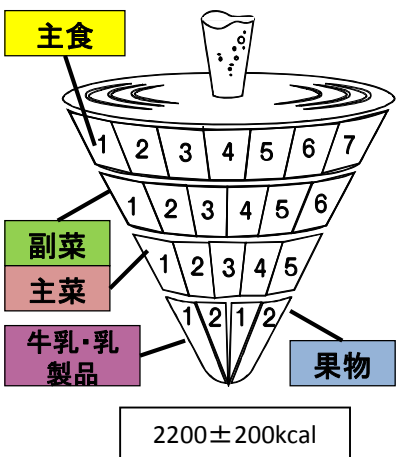 主食
1 2 3 4 5 6 7
1 2 3 4 5 6
副菜
1 2 3 4 5
主菜
1 2 1 2
牛乳・乳
製品
果物
2200±200kcal